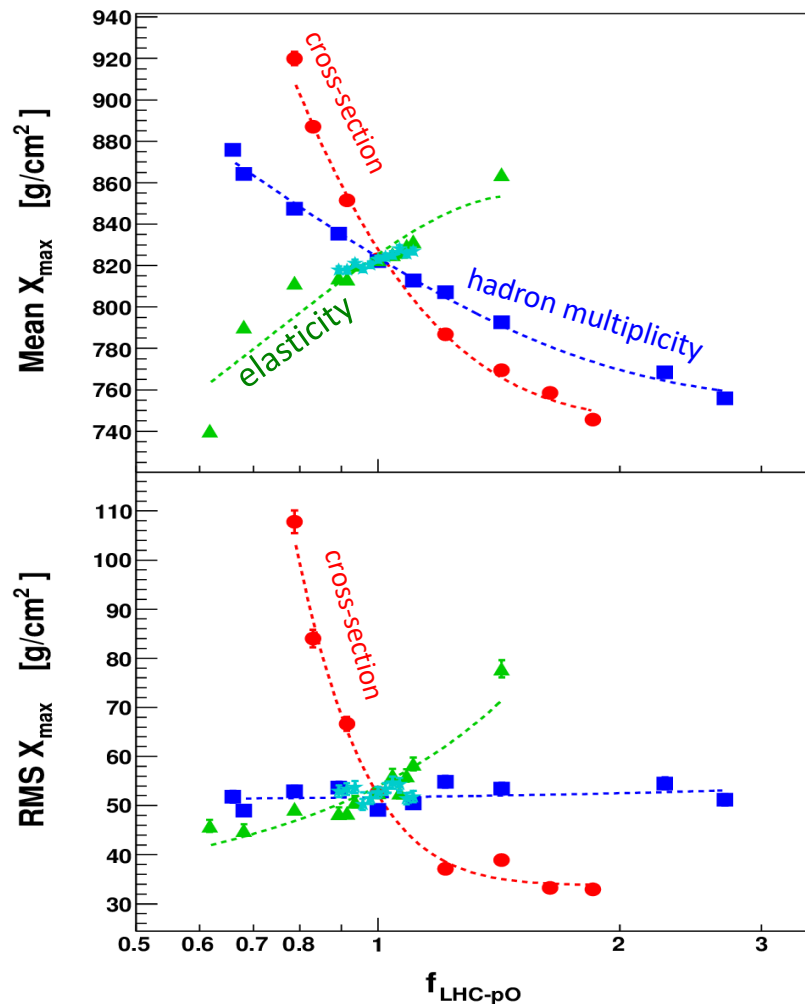 Mean X_max [g/cm²]
940
920
900
880
860
840
820
800
780
760
740
cross-section
hadron multiplicity
elasticity
RMS X_max [g/cm²]
110
100
90
80
70
60
50
40
30
cross-section
0.5 0.6 0.7 0.8 0.9 1 2 3
f_LHC-pO